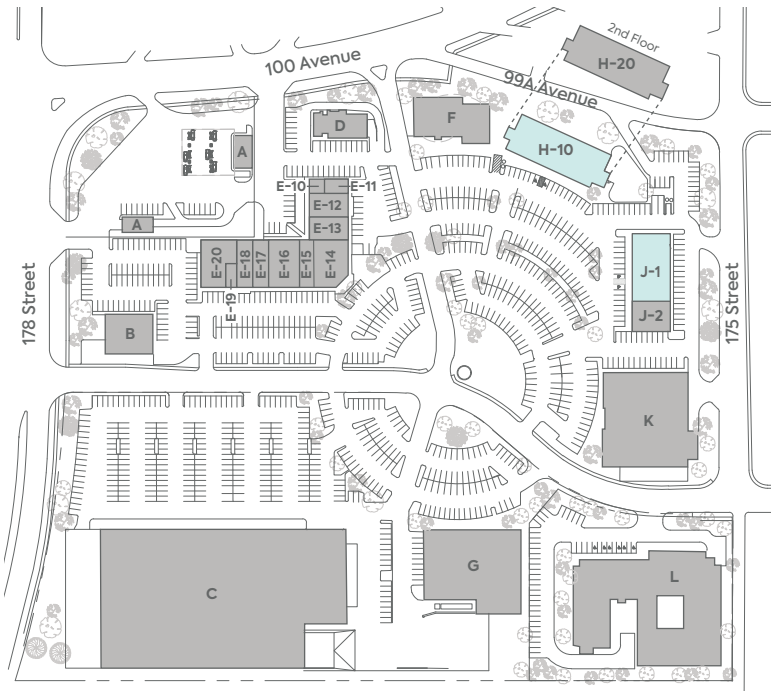 2nd Floor
H-20
100 Avenue
99A Avenue
F
D
A
H-10
E-10
E-11
E-12
A
E-13
E-20
E-18
E-17
E-16
E-15
E-14
E-19
J-1
J-2
178 Street
175 Street
B
K
G
L
C